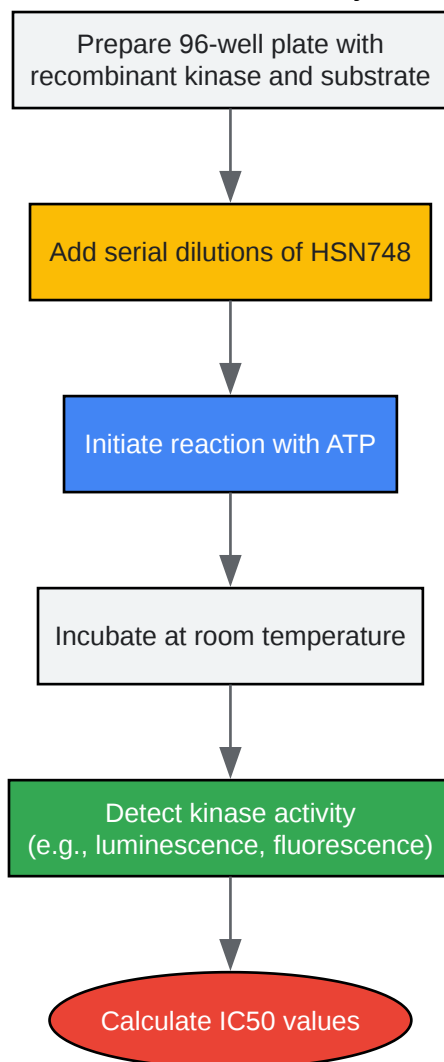 Prepare 96-well plate with
recombinant kinase and substrate
Add serial dilutions of HSN748
Initiate reaction with ATP
Incubate at room temperature
Detect kinase activity
(e.g., luminescence, fluorescence)
Calculate IC50 values